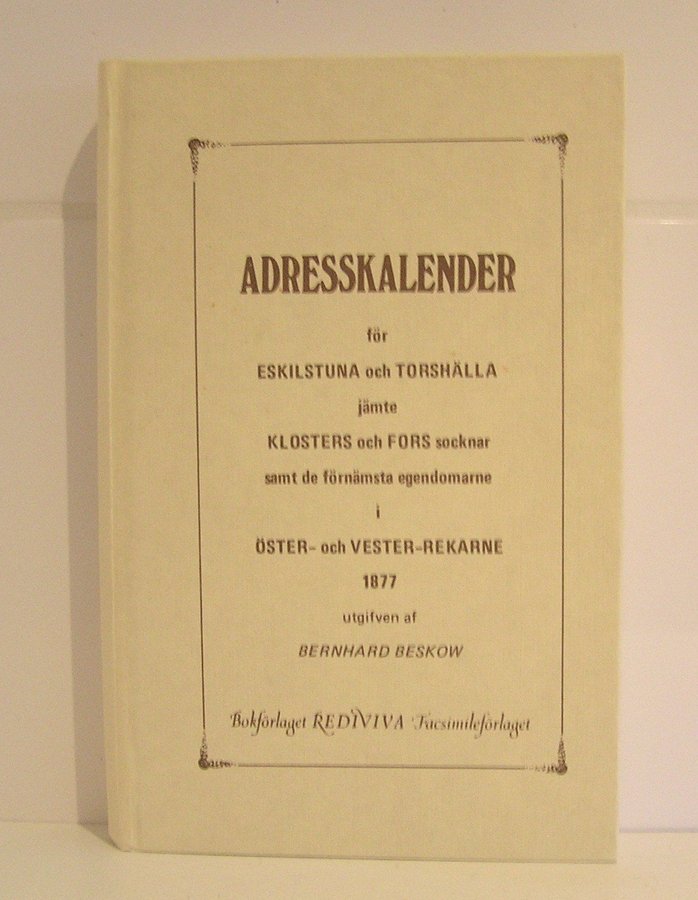 ADRESSKALENDER
för
ESKILSTUNA och TORSHÄLLA
jämte
KLOSTERS och FORS socknar
samt de förnämsta egendomarne
i
ÖSTER- och VESTER-REKARNE
1877
utgifven af
BERNHARD BESKOW
Bokförlaget REDIVIVA Facsimileförlaget